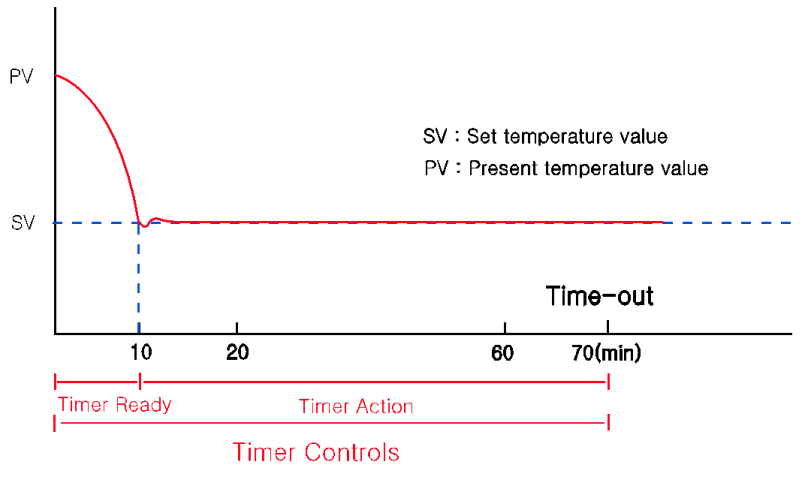 PV
SV : Set temperature value
PV : Present temperature value
SV
Time-out
10 20 60 70(min)
Timer Ready Timer Action
Timer Controls